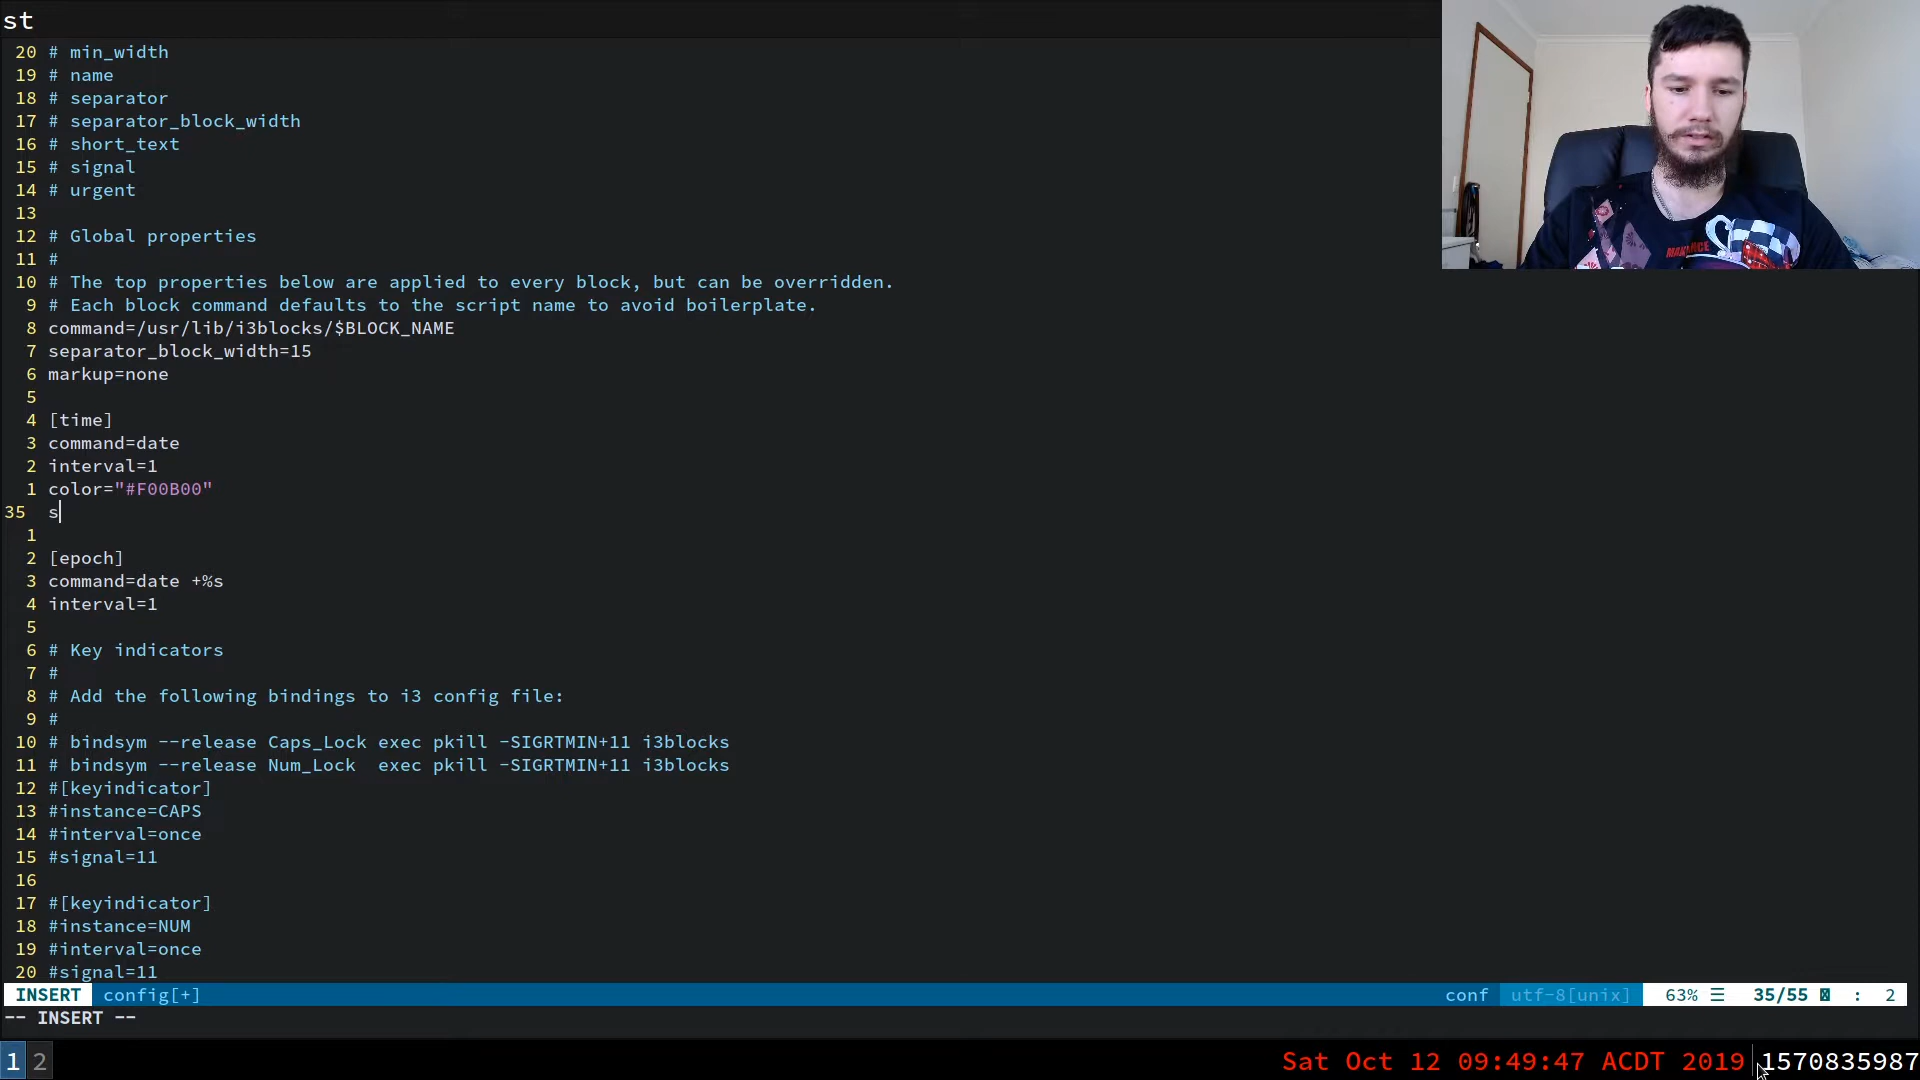 st
20 # min_width
19 # name
18 # separator
17 # separator_block_width
16 # short_text
15 # signal
14 # urgent
13
12 # Global properties
11 #
10 # The top properties below are applied to every block, but can be overridden.
9 # Each block command defaults to the script name to avoid boilerplate.
8 command=/usr/lib/i3blocks/$BLOCK_NAME
7 separator_block_width=15
6 markup=none
5
4 [time]
3 command=date
2 interval=1
1 color="#F00B00"
35 s
1
2 [epoch]
3 command=date +%s
4 interval=1
5
6 # Key indicators
7 #
8 # Add the following bindings to i3 config file:
9 #
10 # bindsym --release Caps_Lock exec pkill -SIGRTMIN+11 i3blocks
11 # bindsym --release Num_Lock  exec pkill -SIGRTMIN+11 i3blocks
12 #[keyindicator]
13 #instance=CAPS
14 #interval=once
15 #signal=11
16
17 #[keyindicator]
18 #instance=NUM
19 #interval=once
20 #signal=11
INSERT config[+] conf utf-8[unix] 63% ☰ 35/55 : 2
-- INSERT --
1 2 Sat Oct 12 09:49:47 ACDT 2019 1570835987